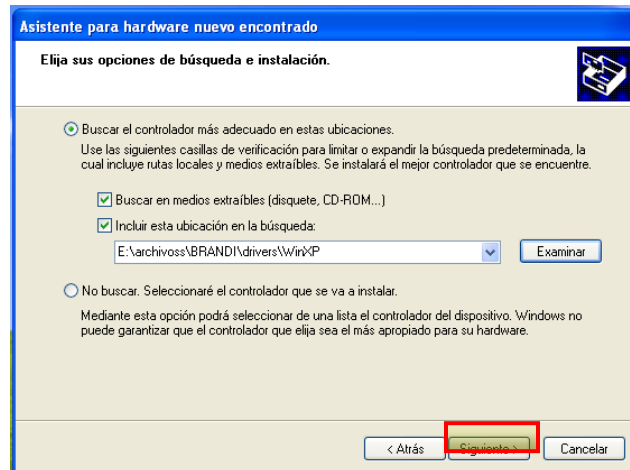 Asistente para hardware nuevo encontrado
Elija sus opciones de búsqueda e instalación.
Buscar el controlador más adecuado en estas ubicaciones.
Use las siguientes casillas de verificación para limitar o expandir la búsqueda predeterminada, la
cual incluye rutas locales y medios extraíbles. Se instalará el mejor controlador que se encuentre.
Buscar en medios extraíbles (disquete, CD-ROM...)
Incluir esta ubicación en la búsqueda:
E:\archivoss\BRANDI\drivers\WinXP
Examinar
No buscar. Seleccionaré el controlador que se va a instalar.
Mediante esta opción podrá seleccionar de una lista el controlador del dispositivo. Windows no
puede garantizar que el controlador que elija sea el más apropiado para su hardware.
< Atrás Siguiente > Cancelar